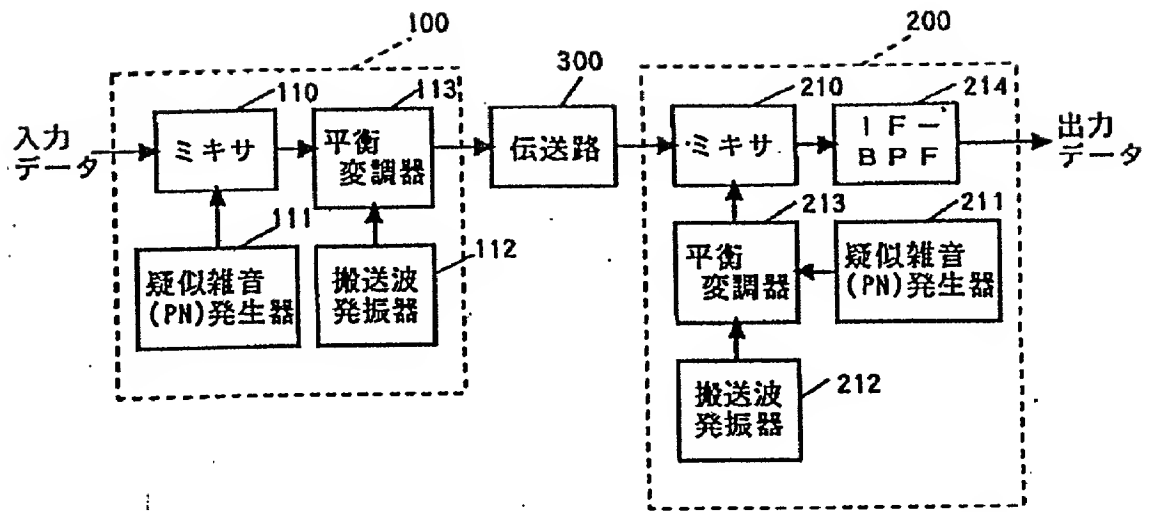 100
200
110
113
300
210
214
入力
データ
ミキサ
平衡
変調器
伝送路
ミキサ
IF-
BPF
出力
データ
111
112
213
211
疑似雑音
(PN)発生器
搬送波
発振器
平衡
変調器
疑似雑音
(PN)発生器
212
搬送波
発振器